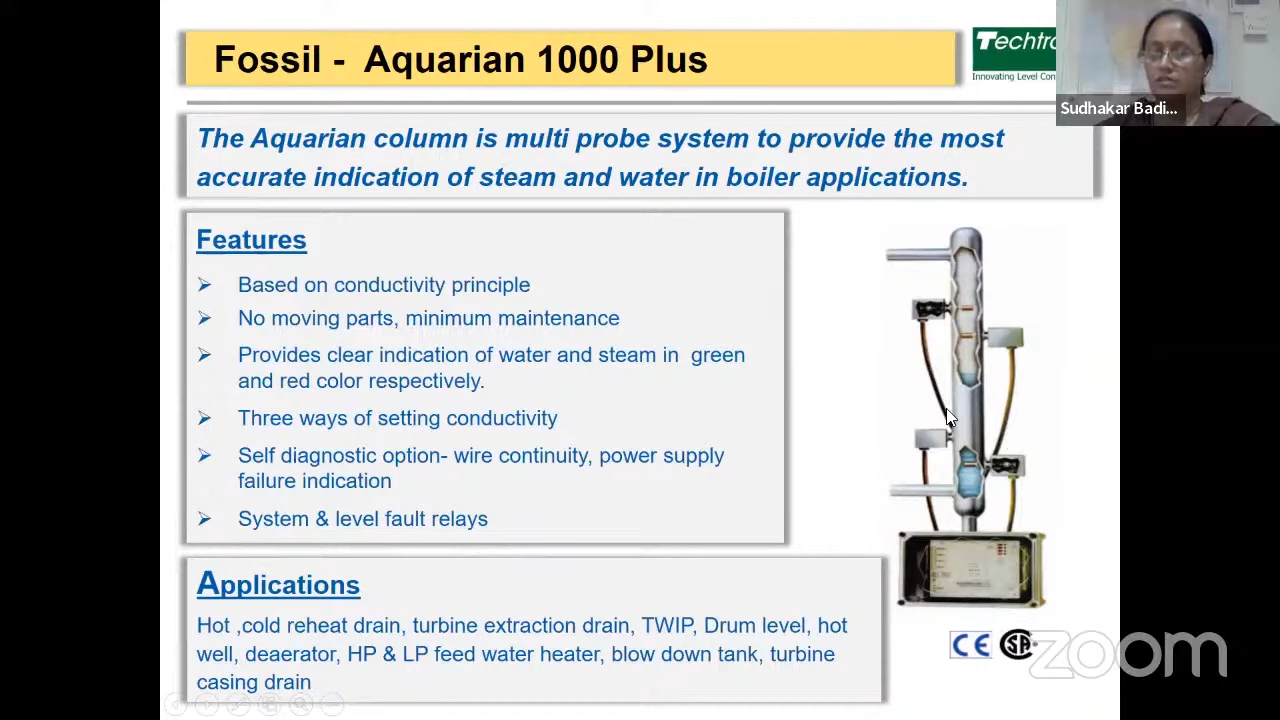 Fossil - Aquarian 1000 Plus
Techtro
Innovating Level Con
Sudhakar Badi...
The Aquarian column is multi probe system to provide the most
accurate indication of steam and water in boiler applications.
Features
➢ Based on conductivity principle
➢ No moving parts, minimum maintenance
➢ Provides clear indication of water and steam in green
and red color respectively.
➢ Three ways of setting conductivity
➢ Self diagnostic option- wire continuity, power supply
failure indication
➢ System & level fault relays
Applications
Hot ,cold reheat drain, turbine extraction drain, TWIP, Drum level, hot
well, deaerator, HP & LP feed water heater, blow down tank, turbine
casing drain
CE SA
zoom